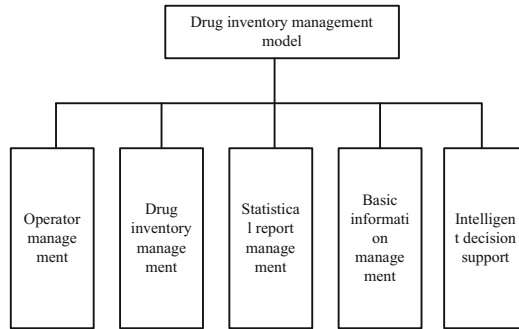 Drug inventory management
model
Operator
manage
ment
Drug
inventory
manage
ment
Statistica
l report
manage
ment
Basic
informati
on
manage
ment
Intelligen
t decision
support